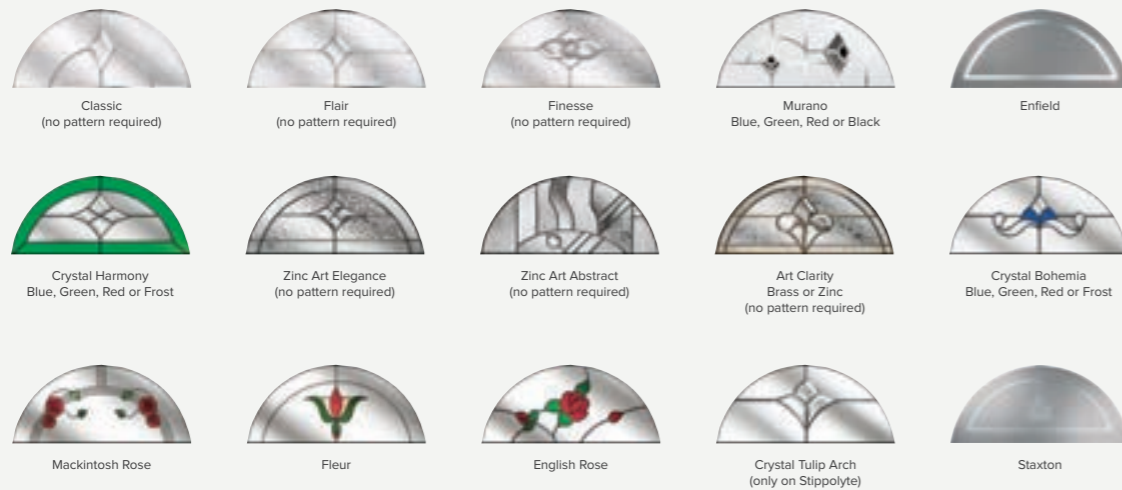 Classic
(no pattern required)
Flair
(no pattern required)
Finesse
(no pattern required)
Murano
Blue, Green, Red or Black
Enfield
Crystal Harmony
Blue, Green, Red or Frost
Zinc Art Elegance
(no pattern required)
Zinc Art Abstract
(no pattern required)
Art Clarity
Brass or Zinc
(no pattern required)
Crystal Bohemia
Blue, Green, Red or Frost
Mackintosh Rose
Fleur
English Rose
Crystal Tulip Arch
(only on Stippolyte)
Staxton